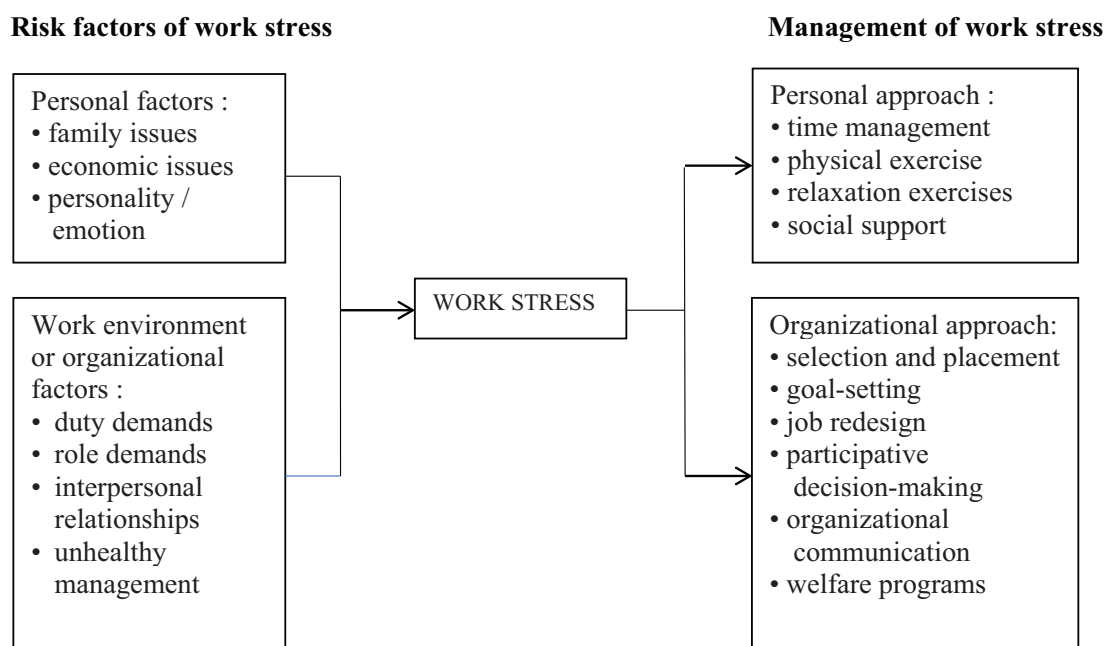 Risk factors of work stress
Management of work stress
Personal factors :
• family issues
• economic issues
• personality /
emotion
Work environment
or organizational
factors :
• duty demands
• role demands
• interpersonal
relationships
• unhealthy
management
WORK STRESS
Personal approach :
• time management
• physical exercise
• relaxation exercises
• social support
Organizational approach:
• selection and placement
• goal-setting
• job redesign
• participative
decision-making
• organizational
communication
• welfare programs